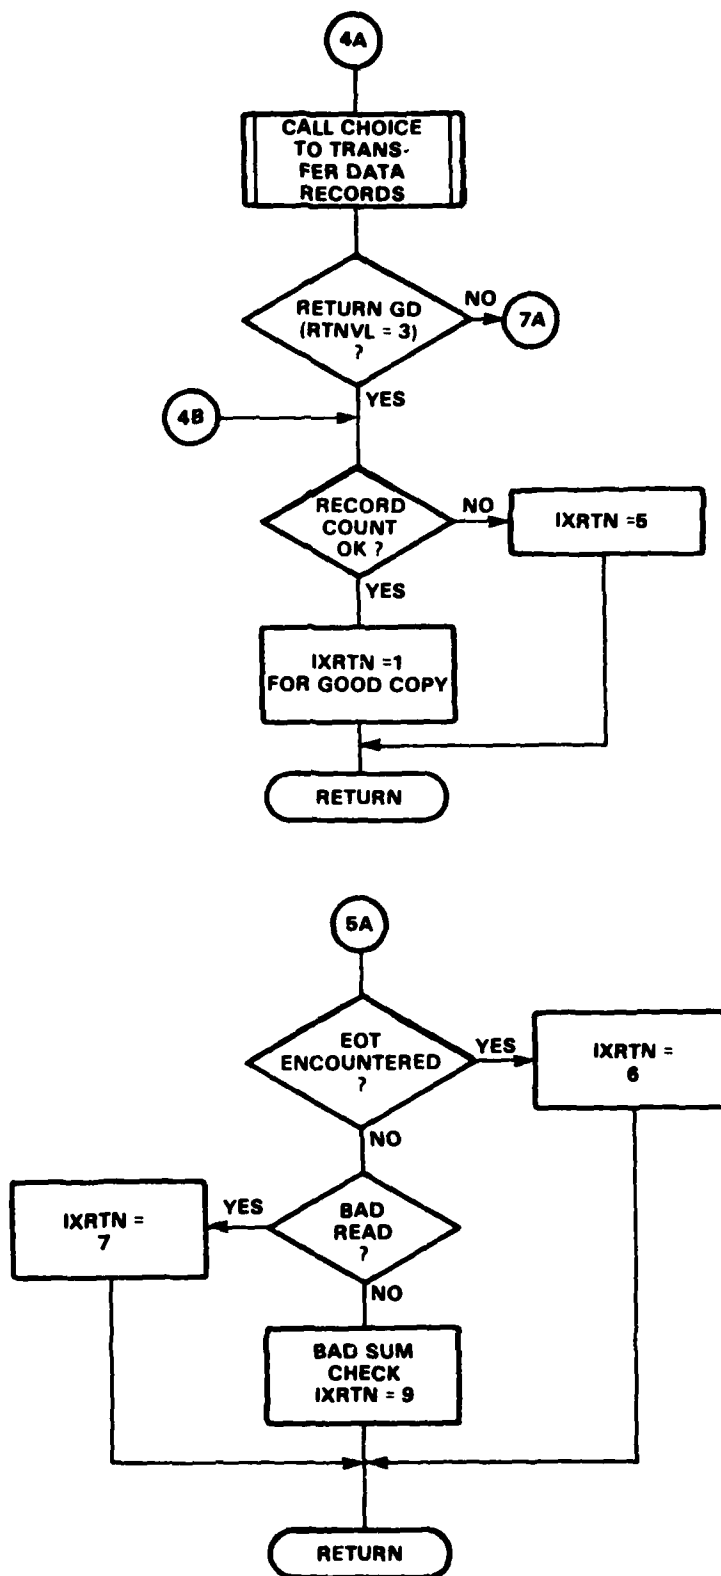 4A
CALL CHOICE
TO TRANS-
FER DATA
RECORDS
RETURN GD
(RTNVL = 3)
?
NO
7A
YES
4B
RECORD
COUNT
OK ?
NO
IXRTN =5
YES
IXRTN =1
FOR GOOD COPY
RETURN
5A
EOT
ENCOUNTERED
?
YES
IXRTN =
6
NO
BAD
READ
?
YES
IXRTN =
7
NO
BAD SUM
CHECK
IXRTN = 9
RETURN